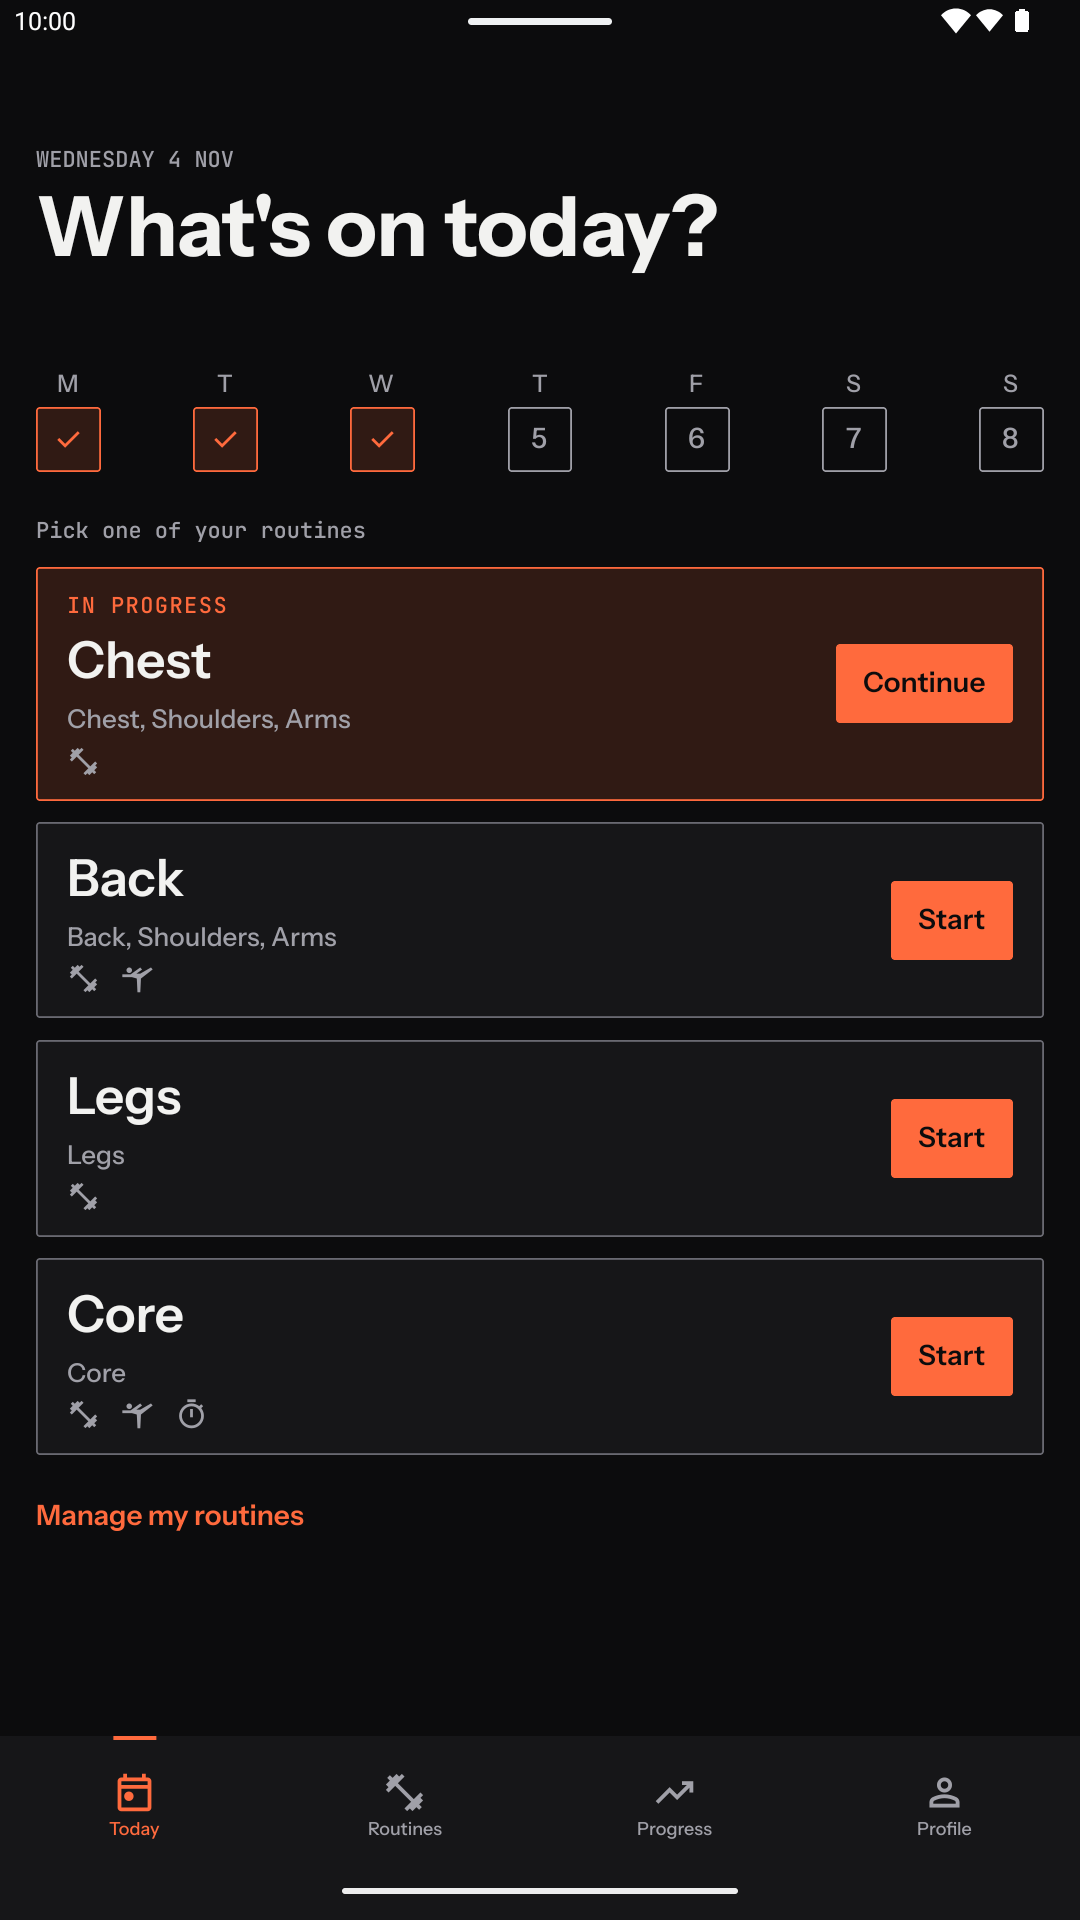 10:00
WEDNESDAY 4 NOV
What's on today?
M T W T F S S
5 6 7 8
Pick one of your routines
IN PROGRESS
Chest
Chest, Shoulders, Arms
Continue
Back
Back, Shoulders, Arms
Start
Legs
Legs
Start
Core
Core
Start
Manage my routines
Today Routines Progress Profile